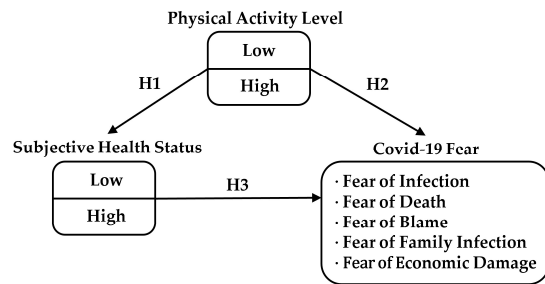 Physical Activity Level
Low
High
H1
H2
Subjective Health Status
Low
High
H3
Covid-19 Fear
· Fear of Infection
· Fear of Death
· Fear of Blame
· Fear of Family Infection
· Fear of Economic Damage